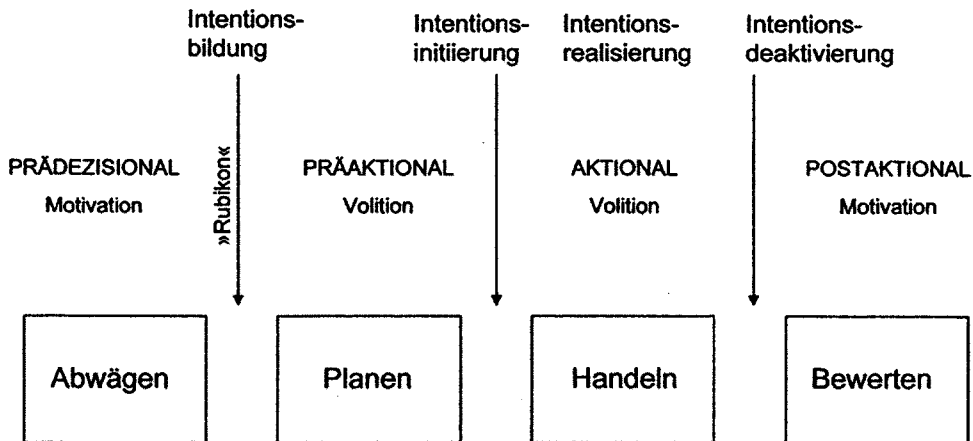 Intentions-
bildung
Intentions-
initiierung
Intentions-
realisierung
Intentions-
deaktivierung
PRÄDEZISIONAL
Motivation
»Rubikon«
PRÄAKTIONAL
Volition
AKTIONAL
Volition
POSTAKTIONAL
Motivation
Abwägen
Planen
Handeln
Bewerten